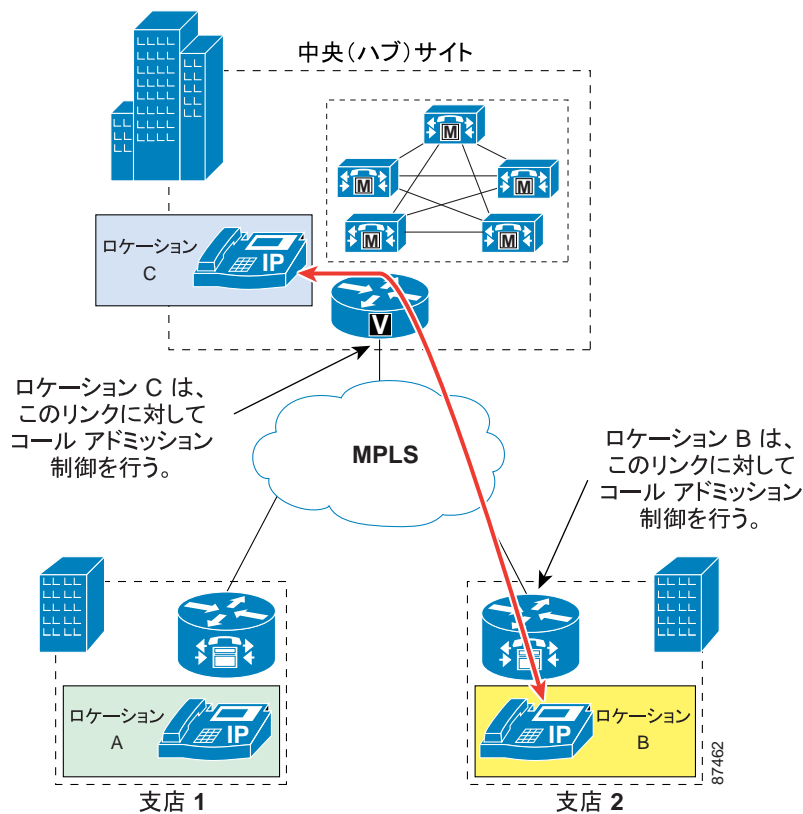 中央（ハブ）サイト
M
M
M
M
M
ロケーション
C
IP
V
ロケーション C は、
このリンクに対して
コール アドミッション
制御を行う。
MPLS
ロケーション B は、
このリンクに対して
コール アドミッション
制御を行う。
ロケーション
A
IP
支店 1
IP
ロケーション
B
支店 2
87462